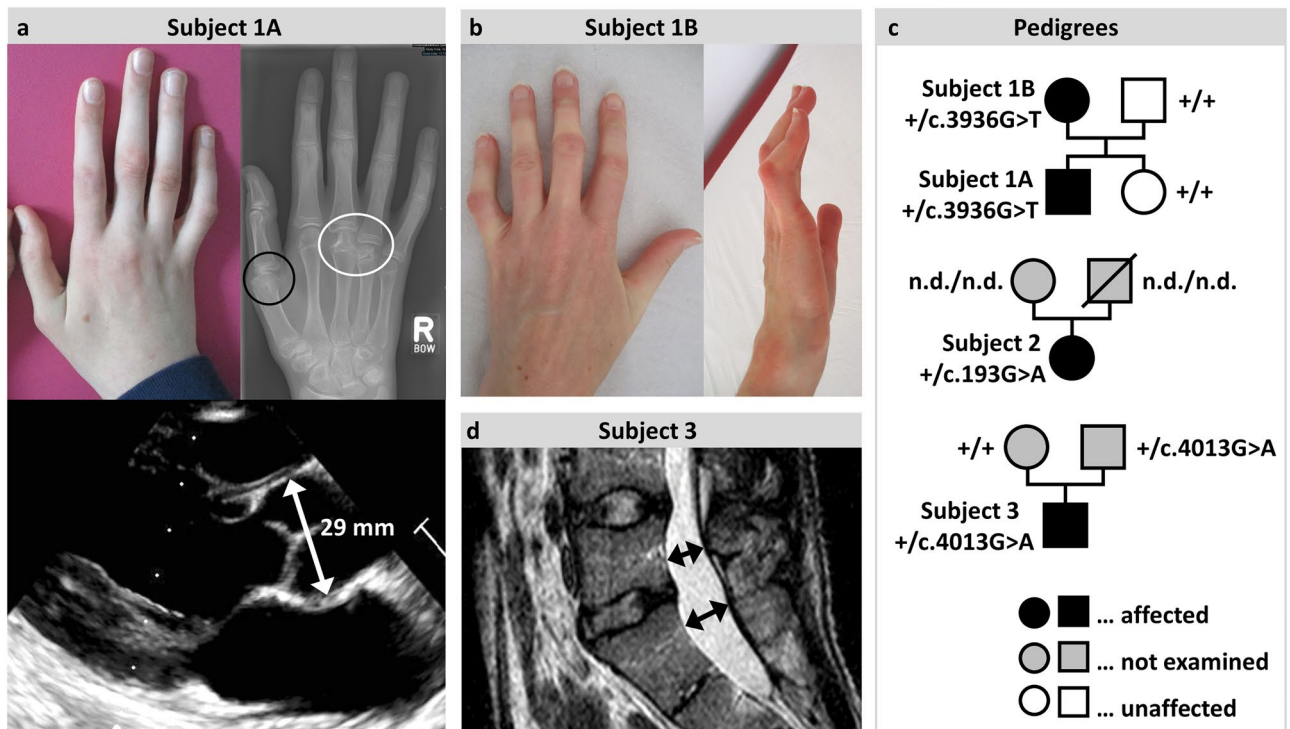 a Subject 1A
R
BOW
29 mm
b Subject 1B
d Subject 3
c Pedigrees
Subject 1B
+/c.3936G>T
+/+
Subject 1A
+/c.3936G>T
+/+
n.d./n.d.
n.d./n.d.
Subject 2
+/c.193G>A
+/+
+/c.4013G>A
Subject 3
+/c.4013G>A
... affected
... not examined
... unaffected